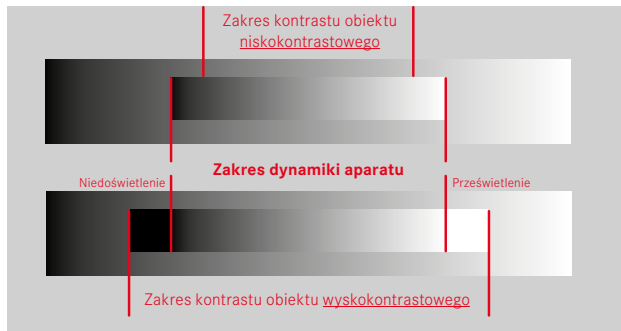 Zakres kontrastu obiektu
niskokontrastowego
Zakres dynamiki aparatu
Niedoświetlenie
Prześwietlenie
Zakres kontrastu obiektu wyskokontrastowego